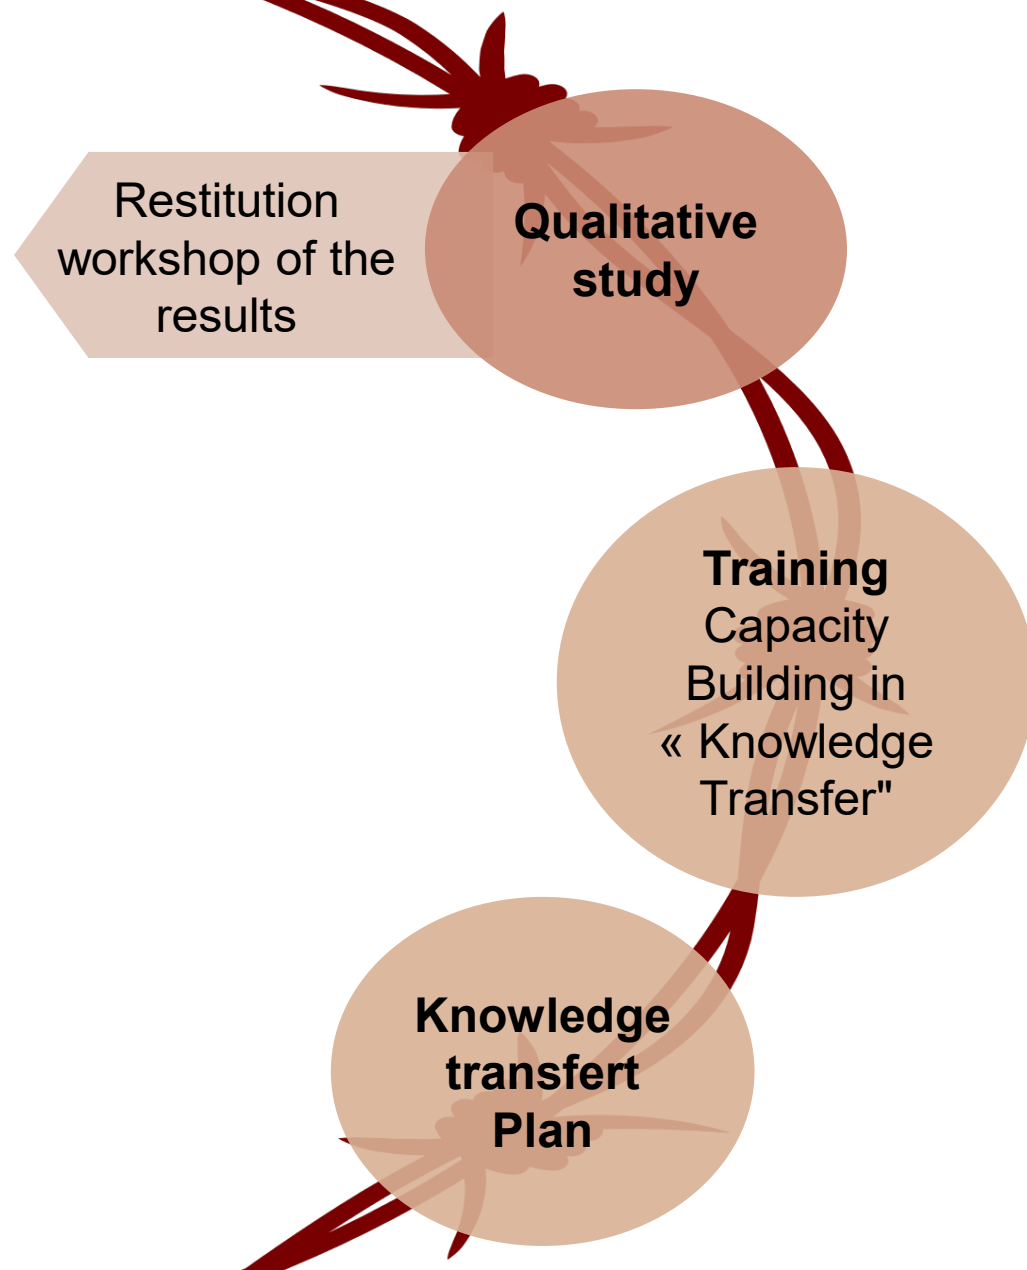 Restitution
workshop of the
results
Qualitative
study
Training
Capacity
Building in
« Knowledge
Transfer"
Knowledge
transfert
Plan